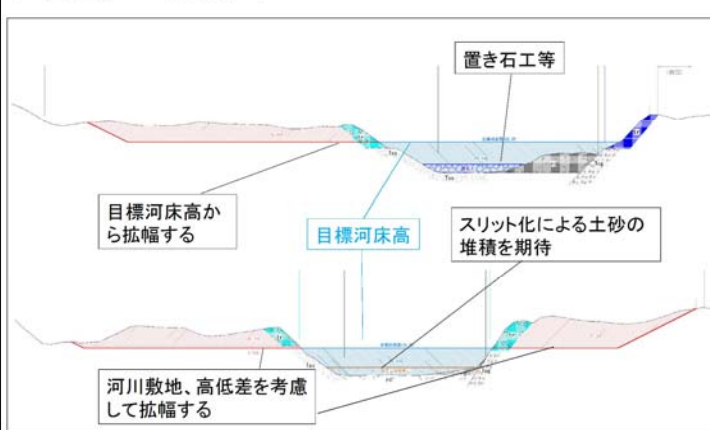 置き石工等
目標河床高か
ら拡幅する
目標河床高
スリット化による土砂の
堆積を期待
河川敷地、高低差を考慮
して拡幅する